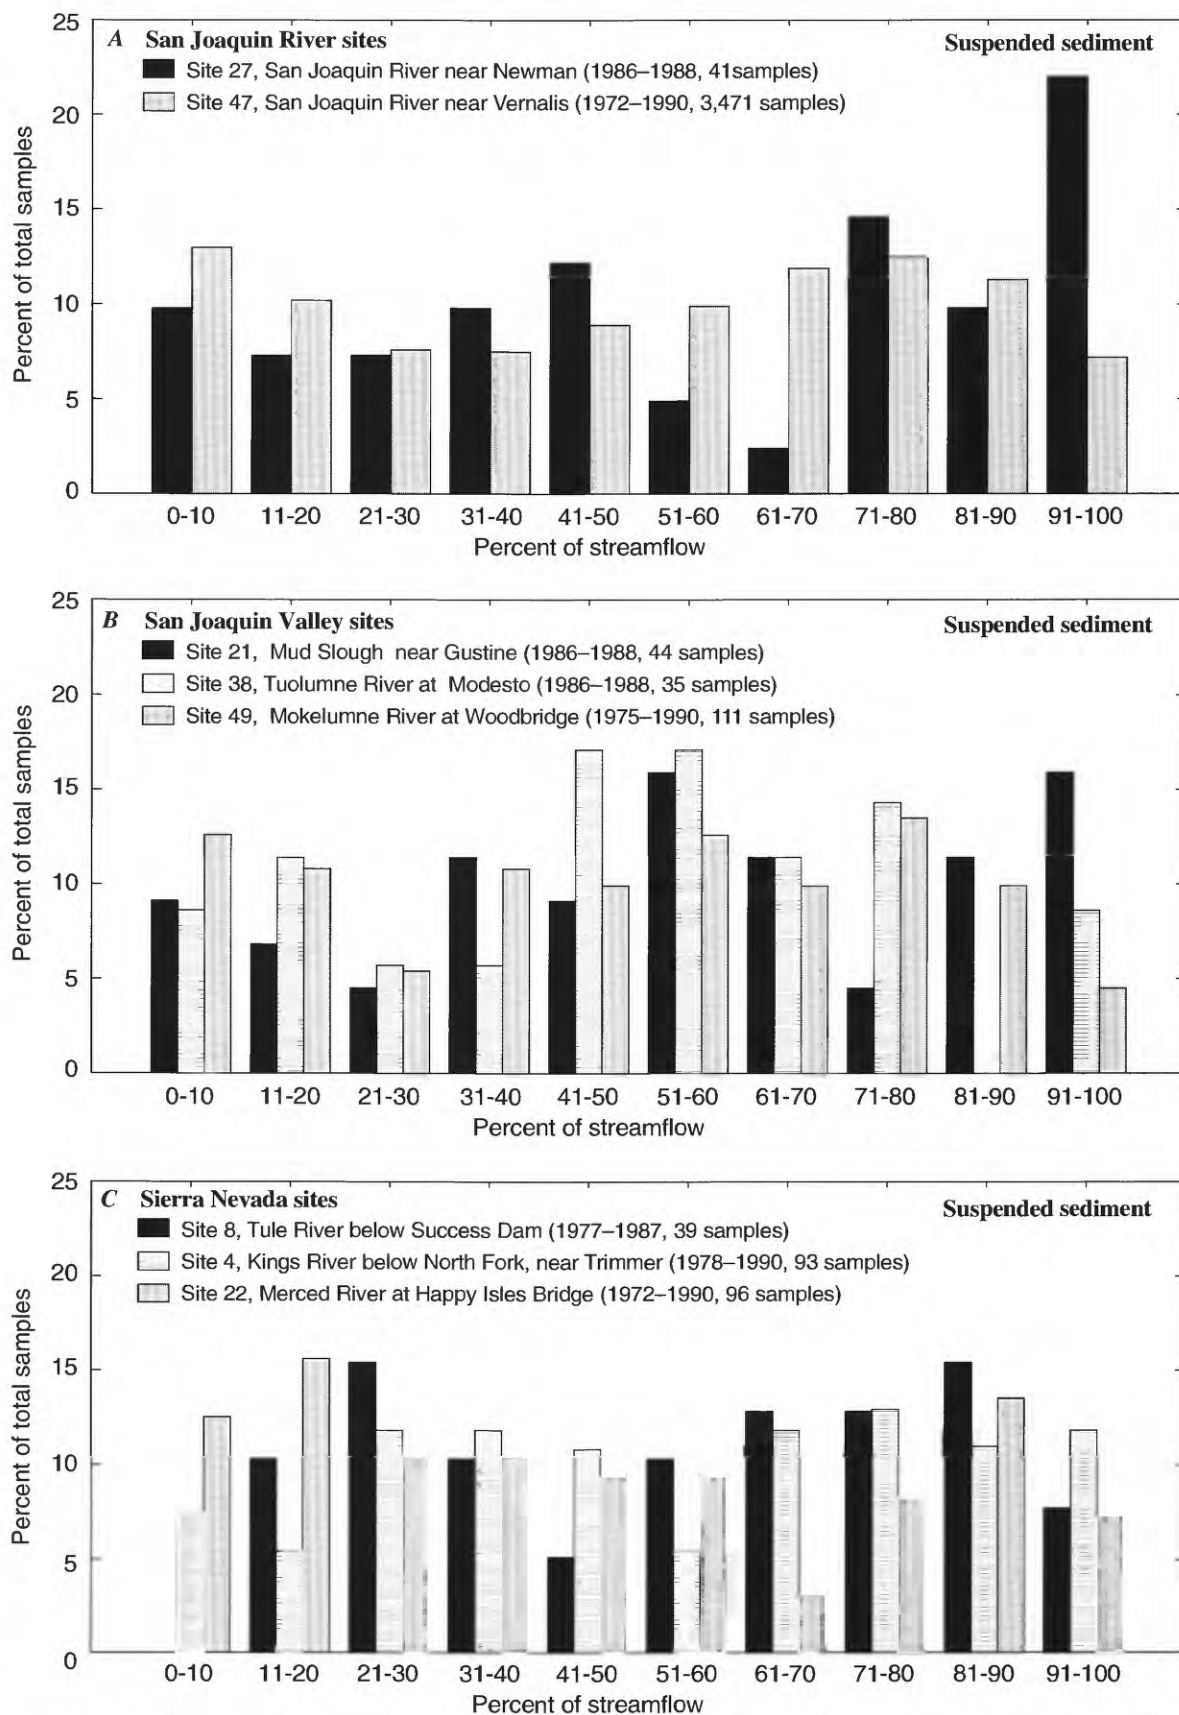 A San Joaquin River sites
Suspended sediment
Site 27, San Joaquin River near Newman (1986–1988, 41samples)
Site 47, San Joaquin River near Vernalis (1972–1990, 3,471 samples)
Percent of total samples
25
20
15
10
5
0
0-10 11-20 21-30 31-40 41-50 51-60 61-70 71-80 81-90 91-100
Percent of streamflow
B San Joaquin Valley sites
Suspended sediment
Site 21, Mud Slough near Gustine (1986–1988, 44 samples)
Site 38, Tuolumne River at Modesto (1986–1988, 35 samples)
Site 49, Mokelumne River at Woodbridge (1975–1990, 111 samples)
Percent of total samples
25
20
15
10
5
0
0-10 11-20 21-30 31-40 41-50 51-60 61-70 71-80 81-90 91-100
Percent of streamflow
C Sierra Nevada sites
Suspended sediment
Site 8, Tule River below Success Dam (1977–1987, 39 samples)
Site 4, Kings River below North Fork, near Trimmer (1978–1990, 93 samples)
Site 22, Merced River at Happy Isles Bridge (1972–1990, 96 samples)
Percent of total samples
25
20
15
10
5
0
0-10 11-20 21-30 31-40 41-50 51-60 61-70 71-80 81-90 91-100
Percent of streamflow